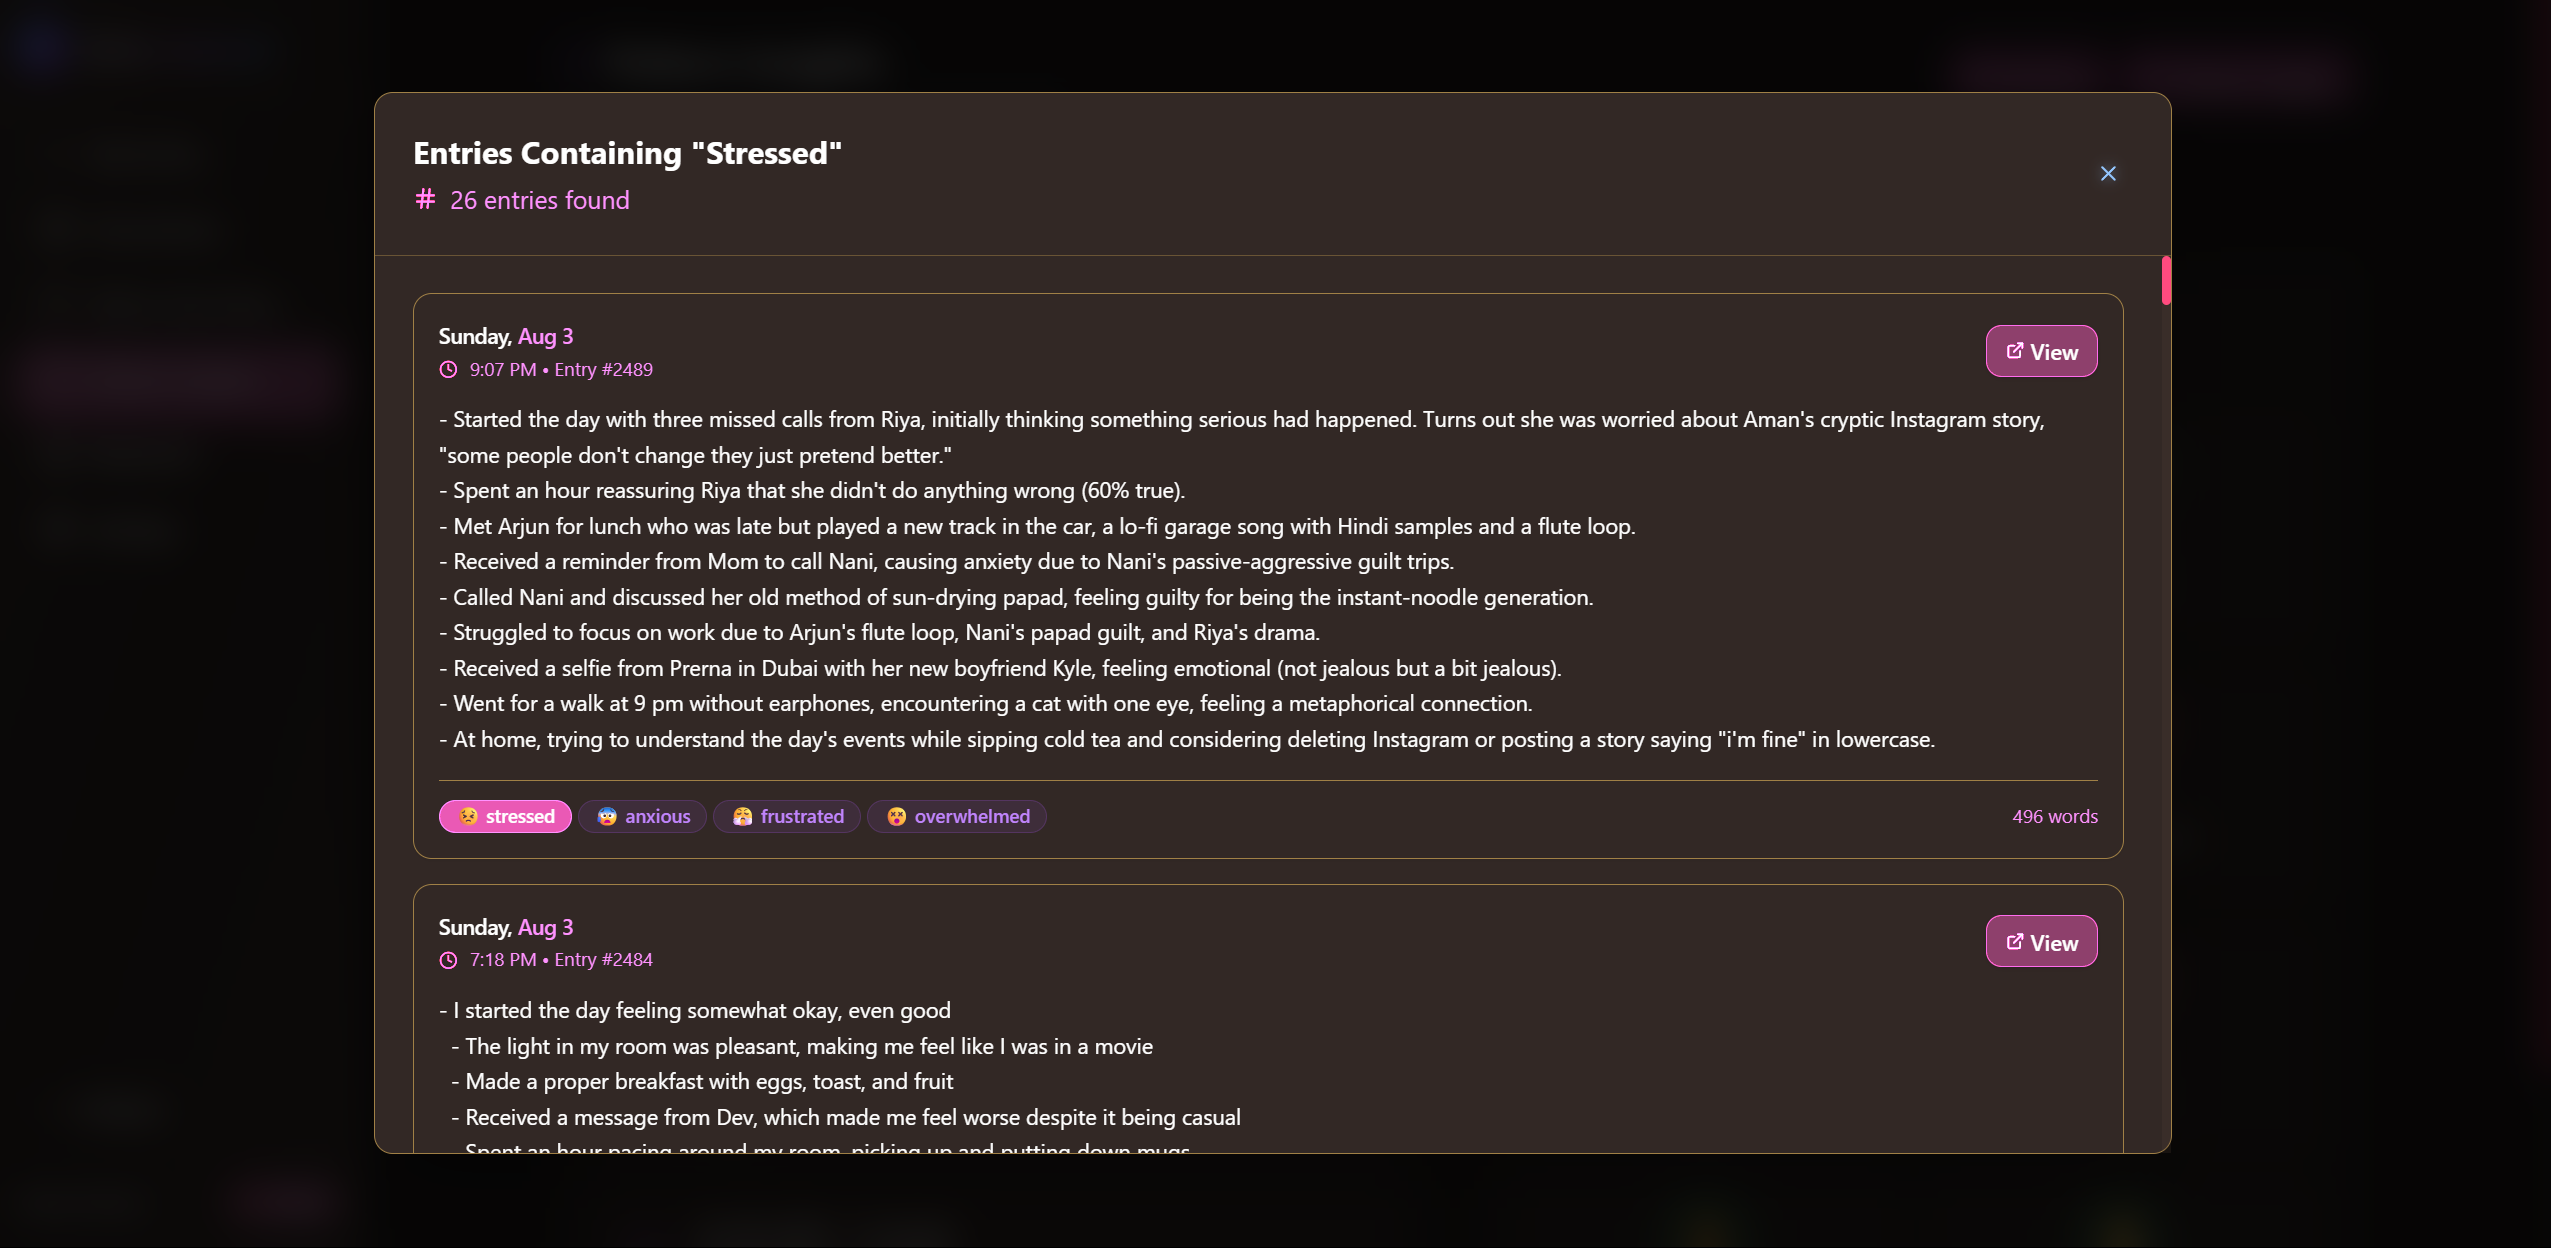 Entries Containing "Stressed"
# 26 entries found
Sunday, Aug 3
9:07 PM • Entry #2489
View
- Started the day with three missed calls from Riya, initially thinking something serious had happened. Turns out she was worried about Aman's cryptic Instagram story,
"some people don't change they just pretend better."
- Spent an hour reassuring Riya that she didn't do anything wrong (60% true).
- Met Arjun for lunch who was late but played a new track in the car, a lo-fi garage song with Hindi samples and a flute loop.
- Received a reminder from Mom to call Nani, causing anxiety due to Nani's passive-aggressive guilt trips.
- Called Nani and discussed her old method of sun-drying papad, feeling guilty for being the instant-noodle generation.
- Struggled to focus on work due to Arjun's flute loop, Nani's papad guilt, and Riya's drama.
- Received a selfie from Prerna in Dubai with her new boyfriend Kyle, feeling emotional (not jealous but a bit jealous).
- Went for a walk at 9 pm without earphones, encountering a cat with one eye, feeling a metaphorical connection.
- At home, trying to understand the day's events while sipping cold tea and considering deleting Instagram or posting a story saying "i'm fine" in lowercase.
stressed anxious frustrated overwhelmed 496 words
Sunday, Aug 3
7:18 PM • Entry #2484
View
- I started the day feeling somewhat okay, even good
- The light in my room was pleasant, making me feel like I was in a movie
- Made a proper breakfast with eggs, toast, and fruit
- Received a message from Dev, which made me feel worse despite it being casual
- Spent an hour pacing around my room, picking up and putting down mugs